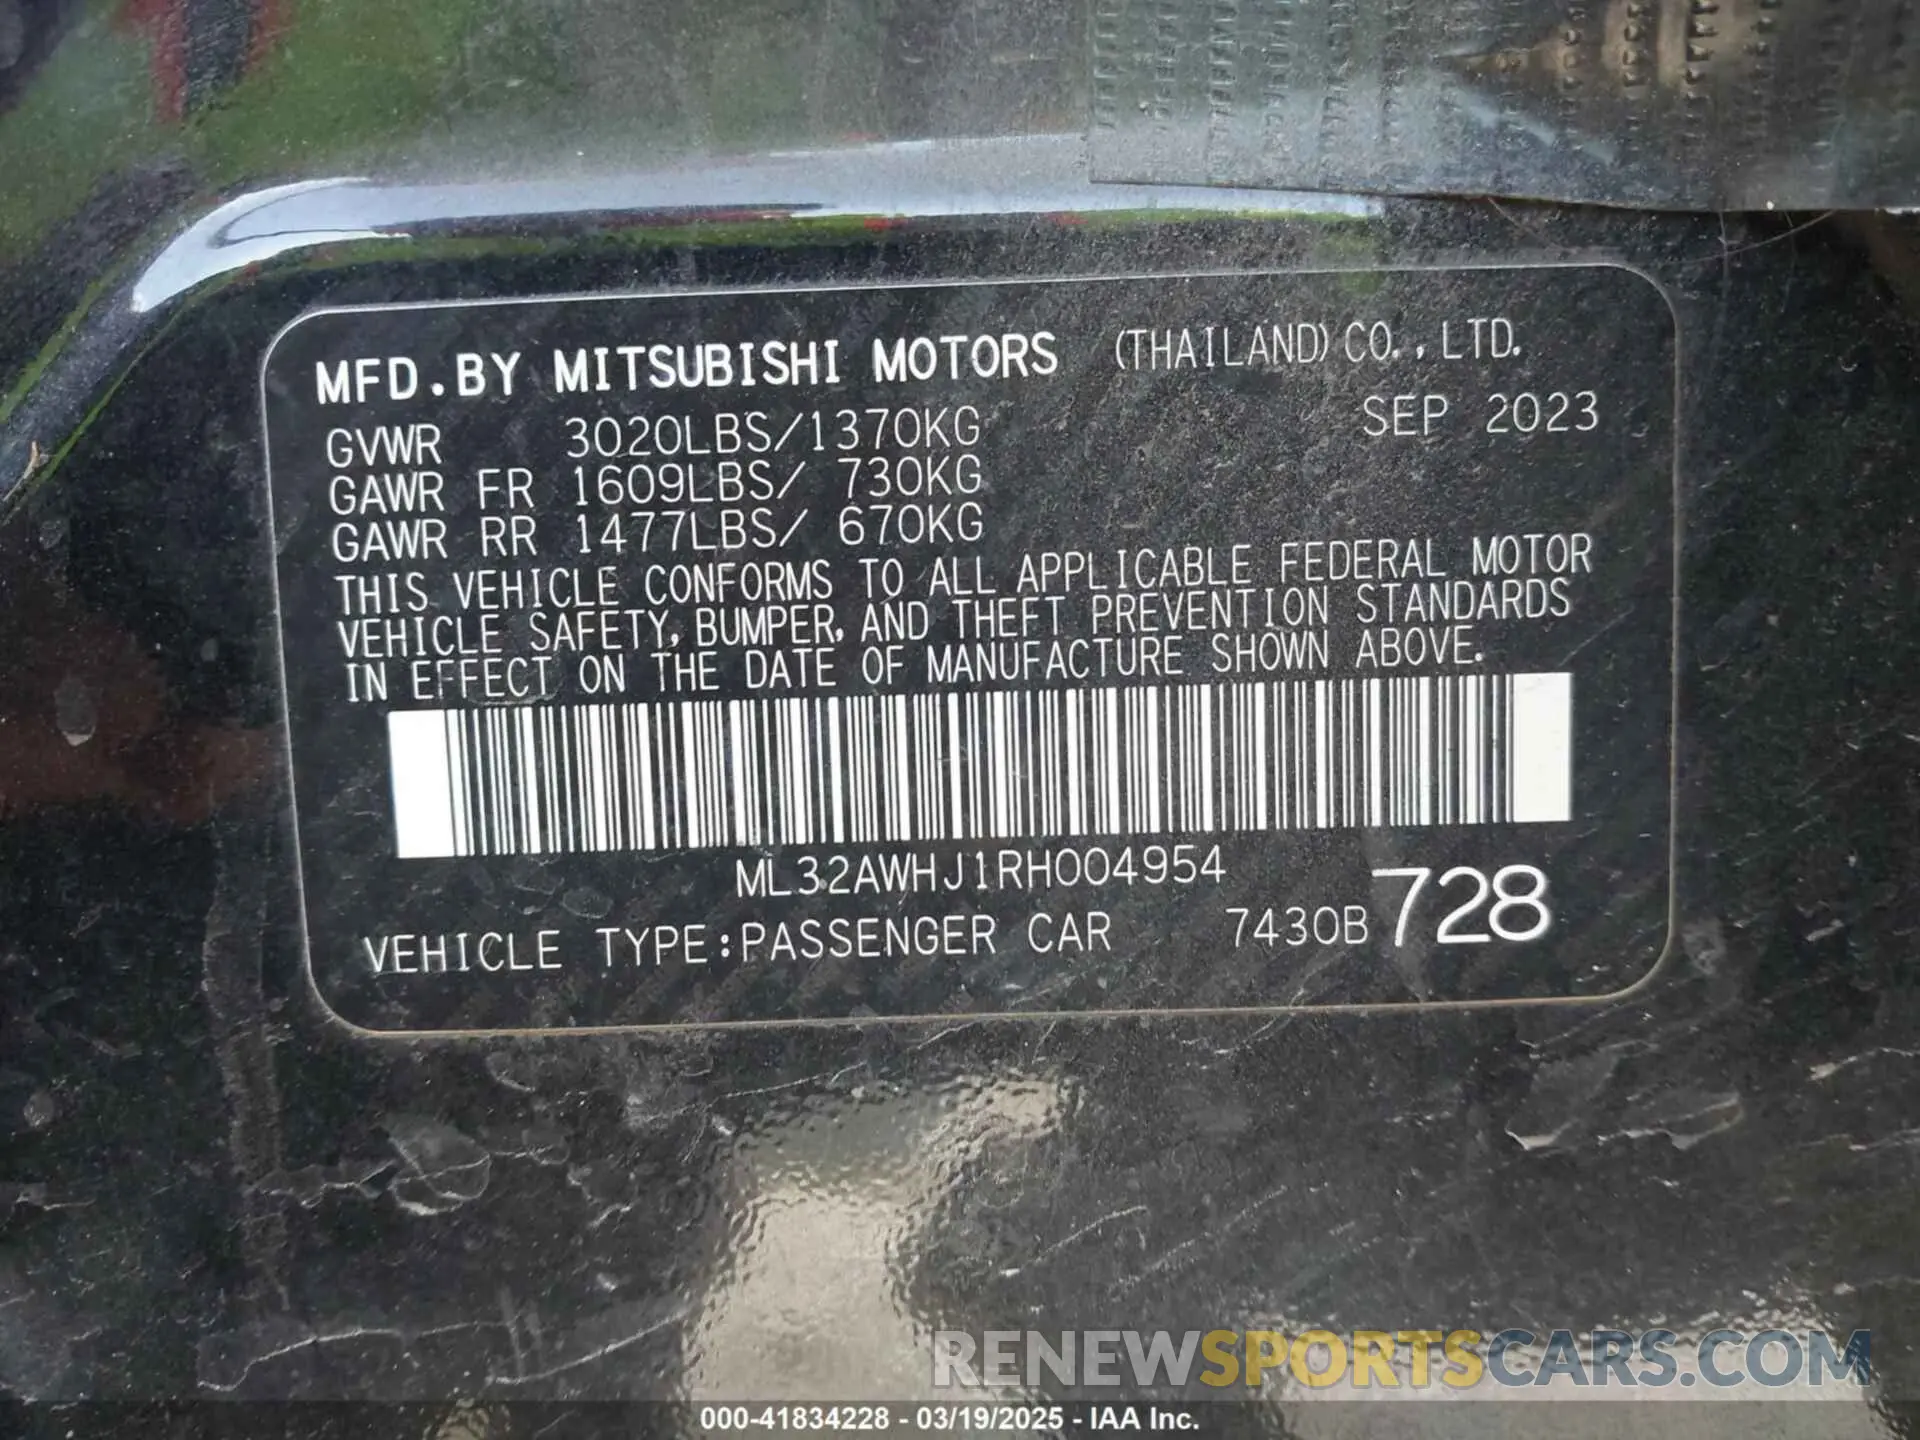 MFD.BY MITSUBISHI MOTORS (THAILAND) CO., LTD.
GVWR 3020LBS/1370KG SEP 2023
GAWR FR 1609LBS/ 730KG
GAWR RR 1477LBS/ 670KG
THIS VEHICLE CONFORMS TO ALL APPLICABLE FEDERAL MOTOR
VEHICLE SAFETY, BUMPER, AND THEFT PREVENTION STANDARDS
IN EFFECT ON THE DATE OF MANUFACTURE SHOWN ABOVE.
ML32AWHJ1RH004954
VEHICLE TYPE:PASSENGER CAR 7430B 728
RENEWSPORTSCARS.COM
000-41834228 - 03/19/2025 - IAA Inc.